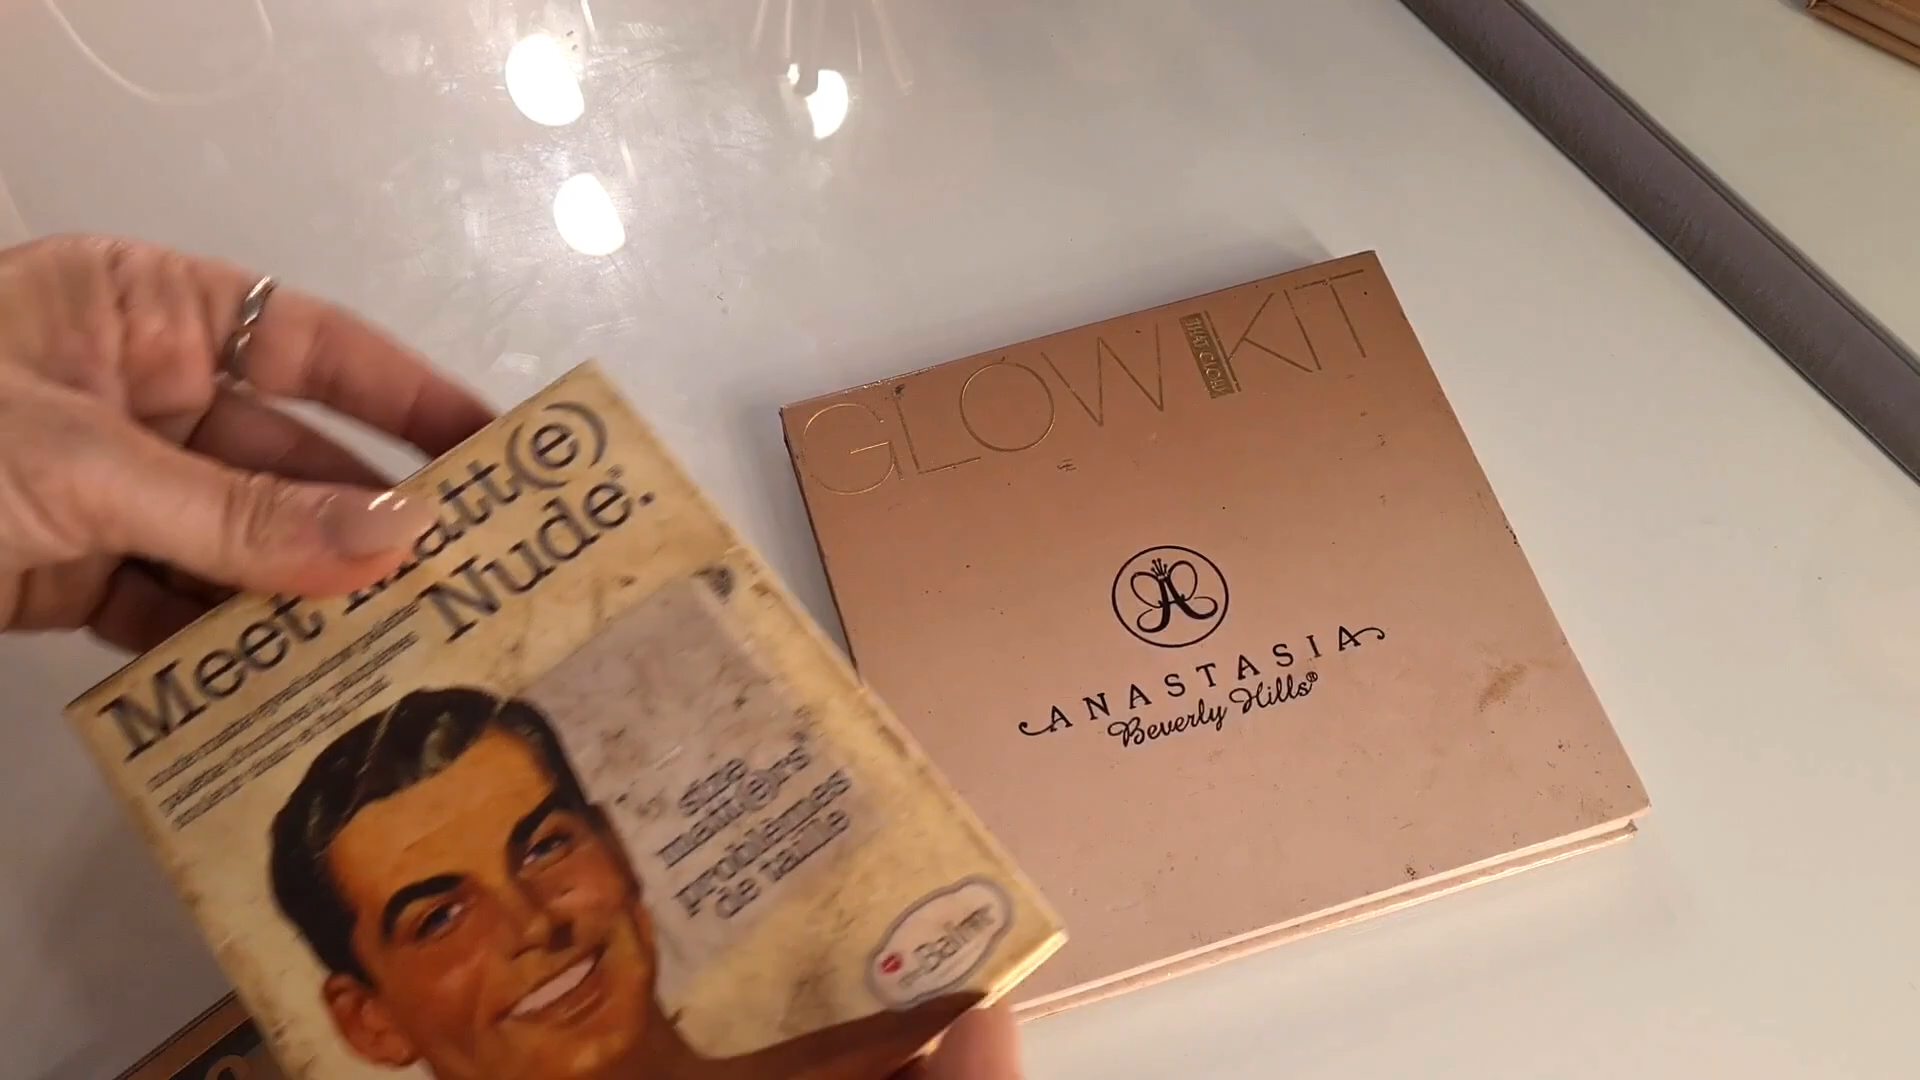 Meet Matt(e)
Nude.
size
matt(e)rs®
problèmes
de taille
theBalm
GLOW KIT
THAT GLOW
A
ANASTASIA
Beverly Hills®